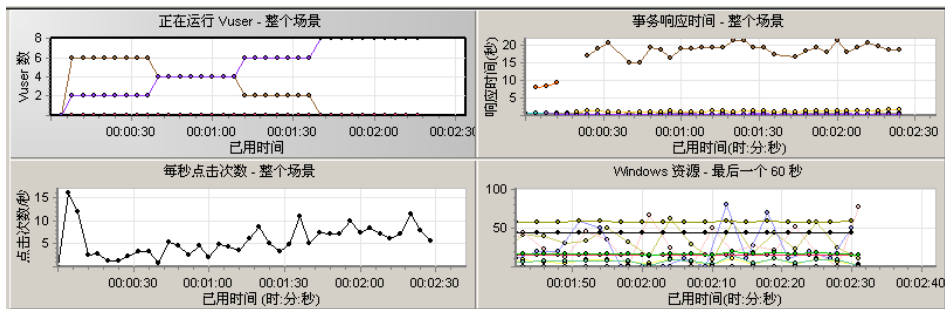 正在运行 Vuser - 整个场景
Vuser 数
8
6
4
2
00:00:30 00:01:00 00:01:30 00:02:00 00:02:30
已用时间
事务响应时间 - 整个场景
响应时间(秒)
20
15
10
5
00:00:30 00:01:00 00:01:30 00:02:00 00:02:30
已用时间(时:分:秒)
每秒点击次数 - 整个场景
点击次数/秒
15
10
5
00:00:30 00:01:00 00:01:30 00:02:00 00:02:30
已用时间 (时:分:秒)
Windows 资源 - 最后一个 60 秒
100
50
00:01:50 00:02:00 00:02:10 00:02:20 00:02:30 00:02:40
已用时间(时:分:秒)